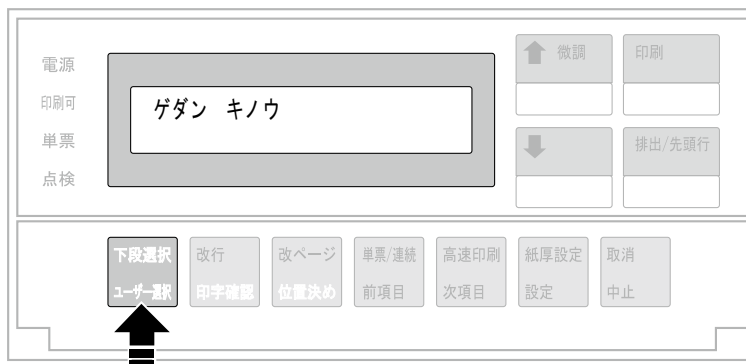 電源
印刷可
単票
点検
ゲダン キノウ
微調
印刷
排出/先頭行
下段選択
ユーザー選択
改行
印字確認
改ページ
位置決め
単票/連続
前項目
高速印刷
次項目
紙厚設定
設定
取消
中止